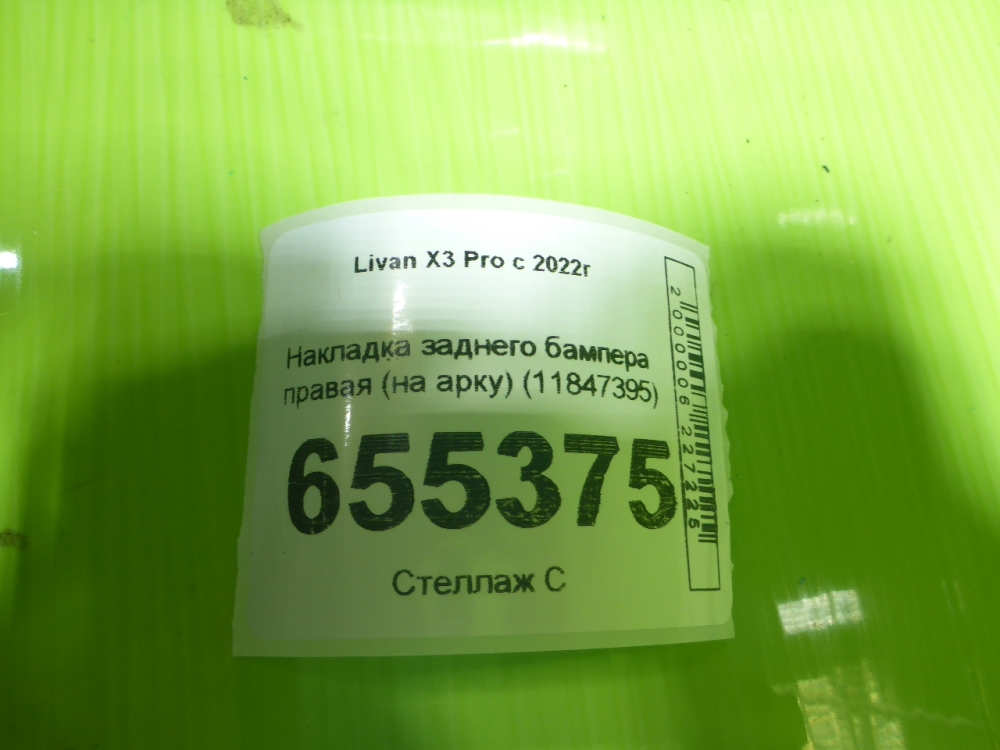 Livan X3 Pro с 2022г
Накладка заднего бампера
правая (на арку) (11847395)
655375
Стеллаж С
2000006227225